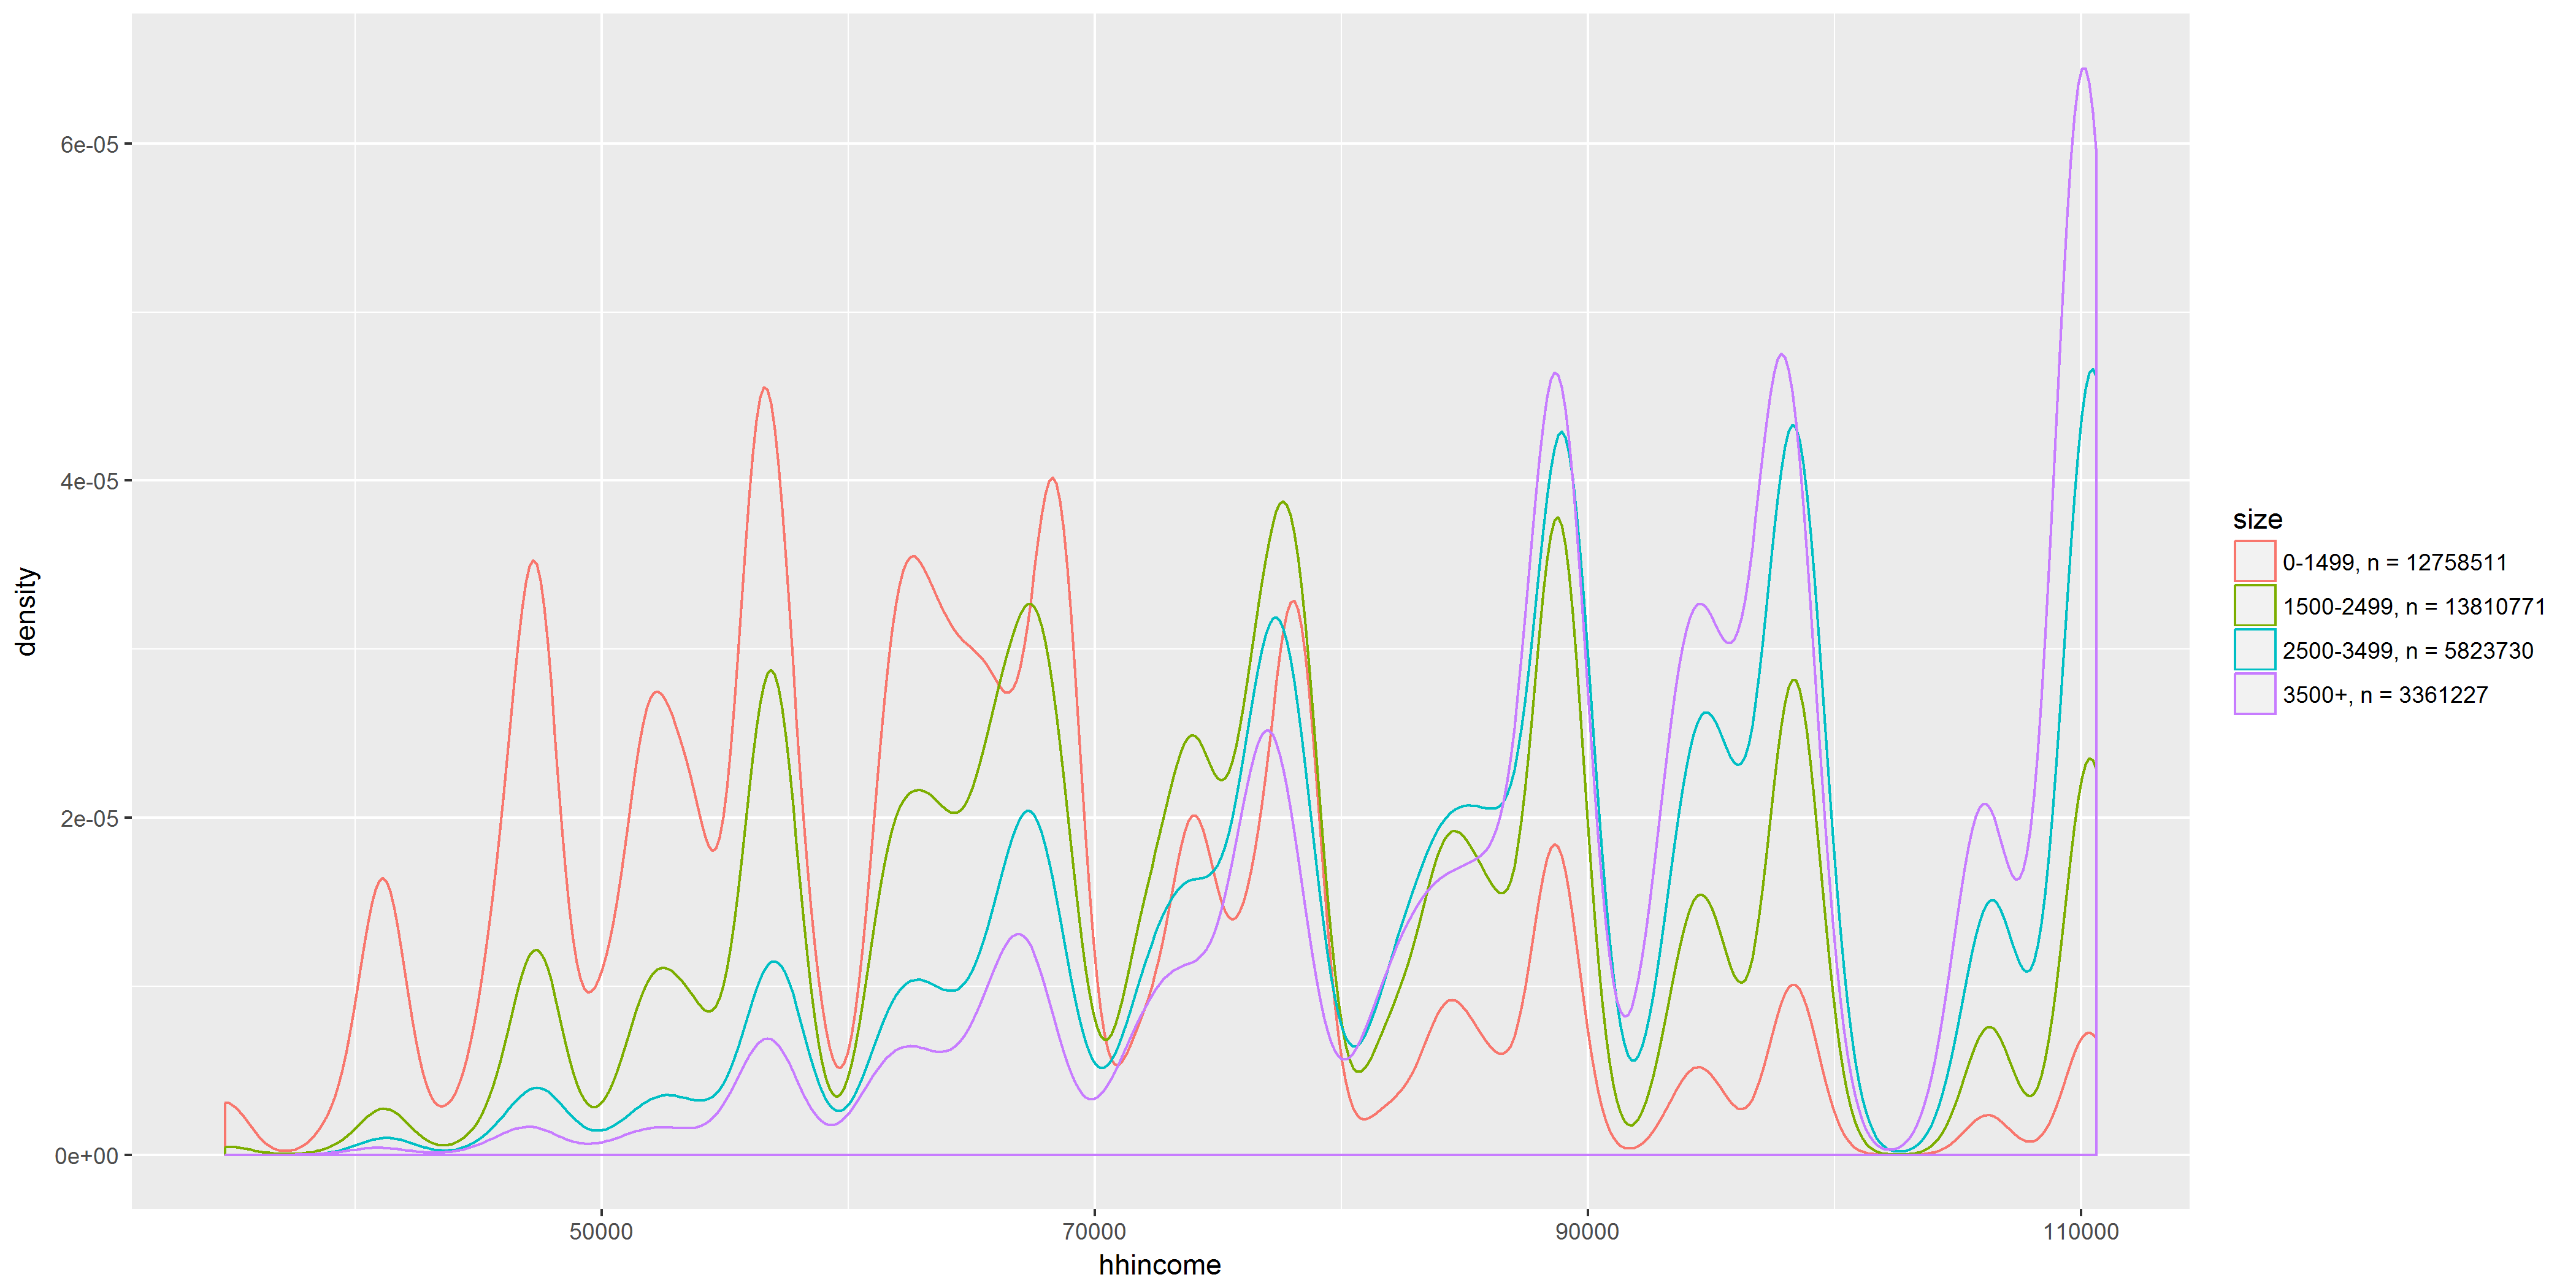 6e-05
4e-05
2e-05
0e+00
density
50000
70000
90000
110000
hhincome
size
0-1499, n = 12758511
1500-2499, n = 13810771
2500-3499, n = 5823730
3500+, n = 3361227